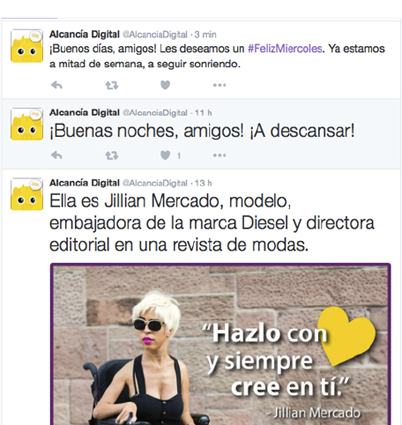 Alcancía Digital @AlcanciaDigital · 3 min
¡Buenos días, amigos! Les deseamos un #FelizMiercoles. Ya estamos
a mitad de semana, a seguir sonriendo.
Alcancía Digital @AlcanciaDigital · 11 h
¡Buenas noches, amigos! ¡A descansar!
1
Alcancía Digital @AlcanciaDigital · 13 h
Ella es Jillian Mercado, modelo,
embajadora de la marca Diesel y directora
editorial en una revista de modas.
“Hazlo con
y siempre
cree en tí.”
- Jillian Mercado